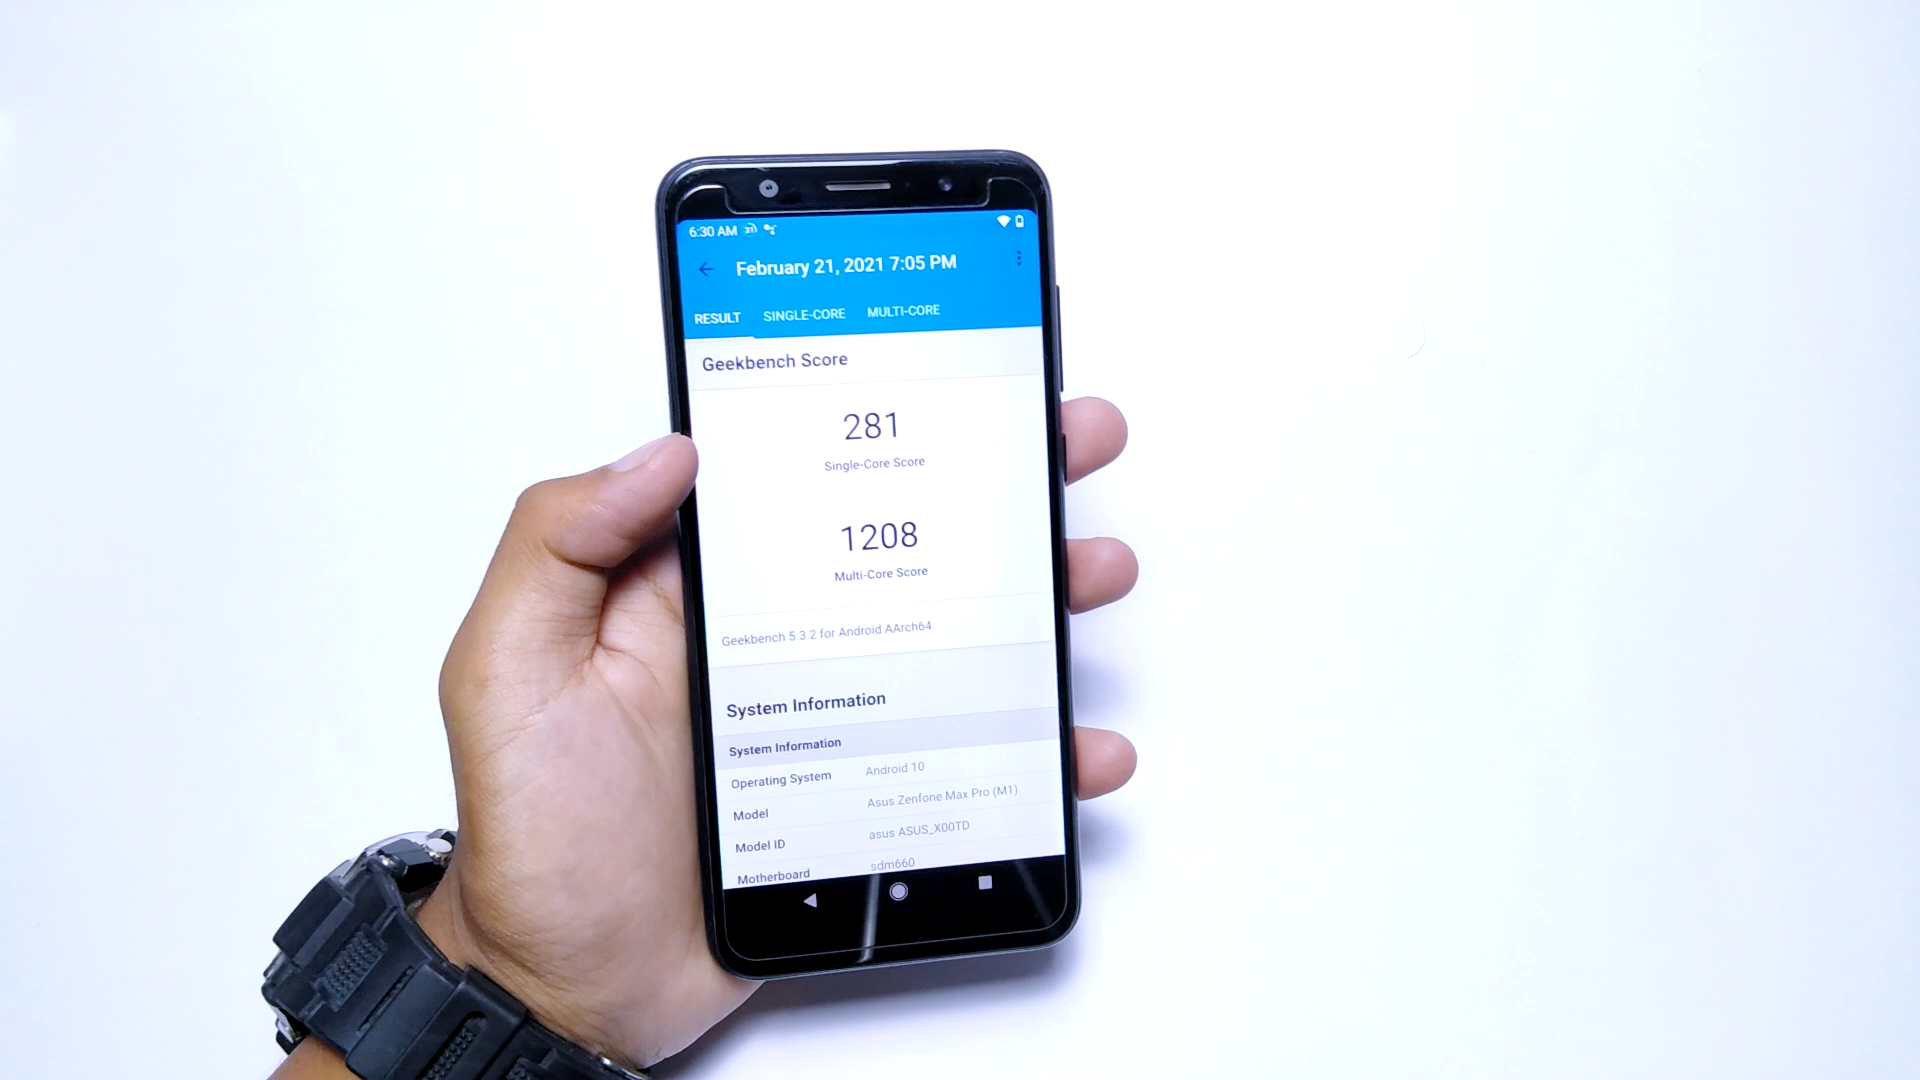 6:30 AM
February 21, 2021 7:05 PM
RESULT SINGLE-CORE MULTI-CORE
Geekbench Score
281
Single-Core Score
1208
Multi-Core Score
Geekbench 5.3.2 for Android AArch64
System Information
System Information
Operating System Android 10
Model Asus Zenfone Max Pro (M1)
Model ID asus ASUS_X00TD
Motherboard sdm660